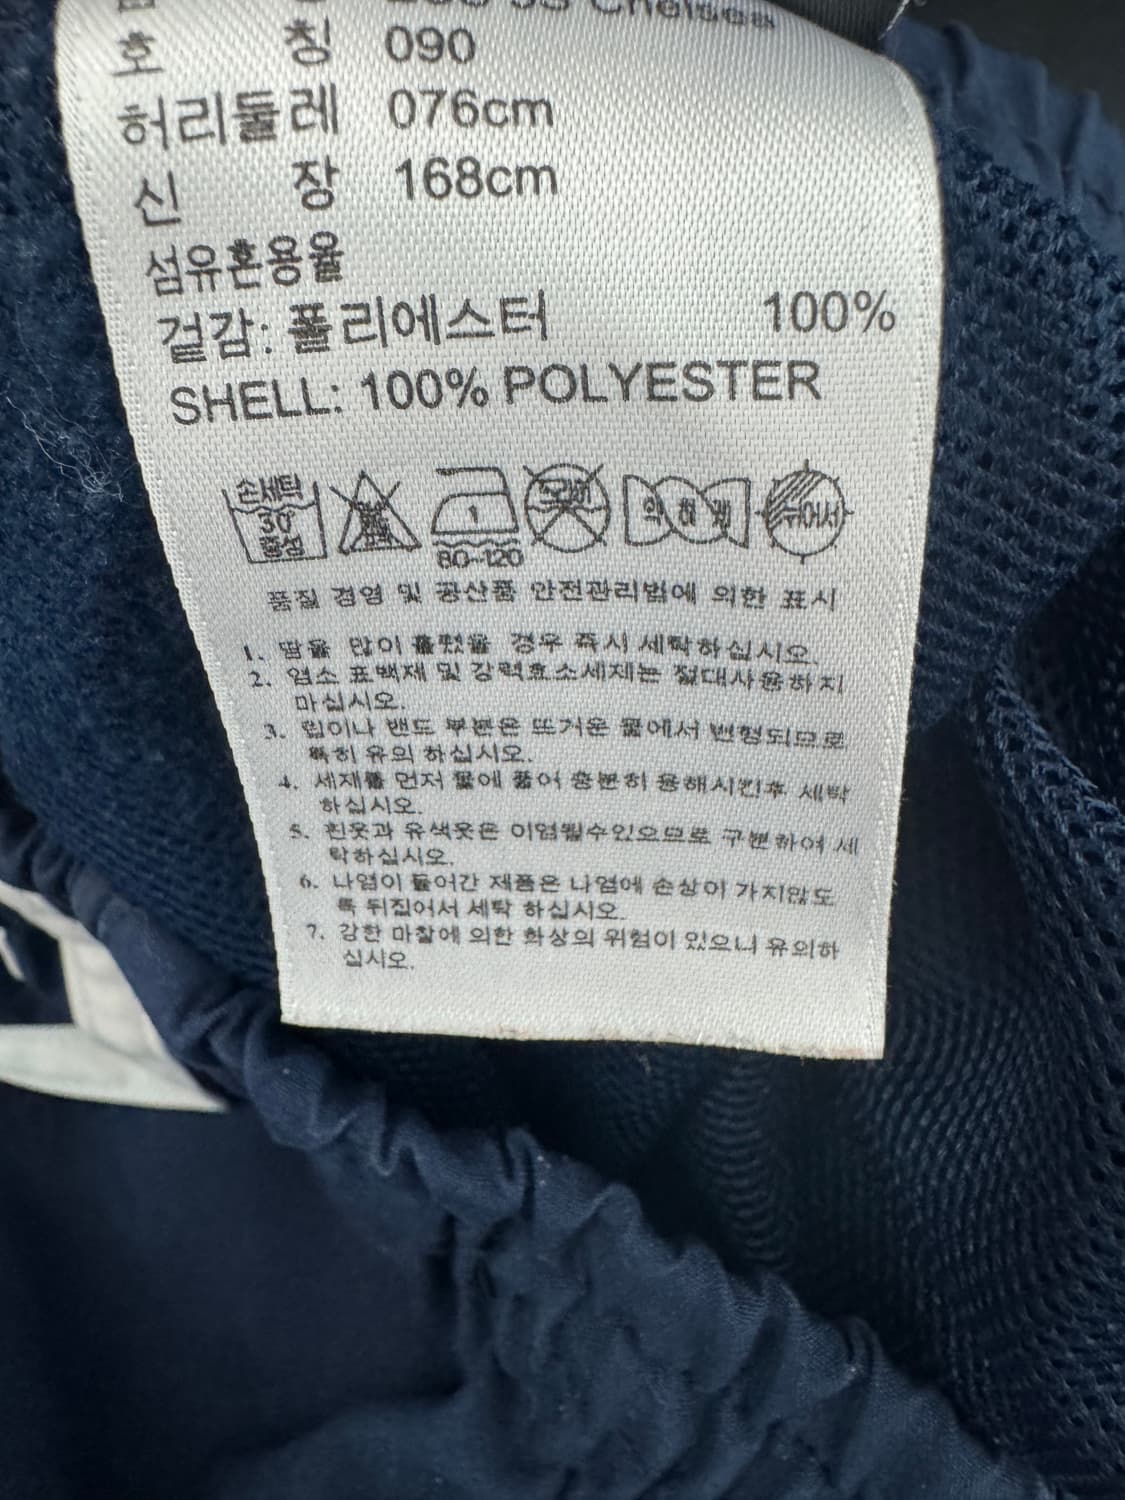 Chelsea
호 칭 090
허리둘레 076cm
신 장 168cm
섬유혼용율
겉감: 폴리에스터 100%
SHELL: 100% POLYESTER
손세탁
30
중성
1
80~120
뉘어서
품질 경영 및 공산품 안전관리법에 의한 표시
1. 땀을 많이 흘렸을 경우 즉시 세탁하십시오.
2. 염소 표백제 및 강력효소세제는 절대사용하지
마십시오.
3. 립이나 밴드 부분은 뜨거운 물에서 변형되므로
특히 유의 하십시오.
4. 세재를 먼저 물에 풀어 충분히 용해시킨후 세탁
하십시오.
5. 흰옷과 유색옷은 이염될수있으므로 구분하여 세
탁하십시오.
6. 나염이 들어간 제품은 나염에 손상이 가지않도
록 뒤집어서 세탁 하십시오.
7. 강한 마찰에 의한 화상의 위험이 있으니 유의하
십시오.